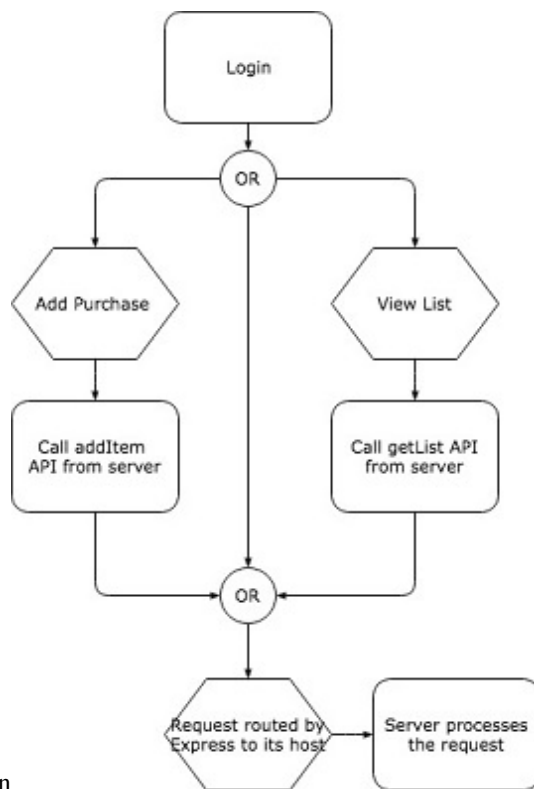 Login
OR
Add Purchase
View List
Call addItem
API from server
Call getList API
from server
OR
Request routed by
Express to its host
Server processes
the request
n